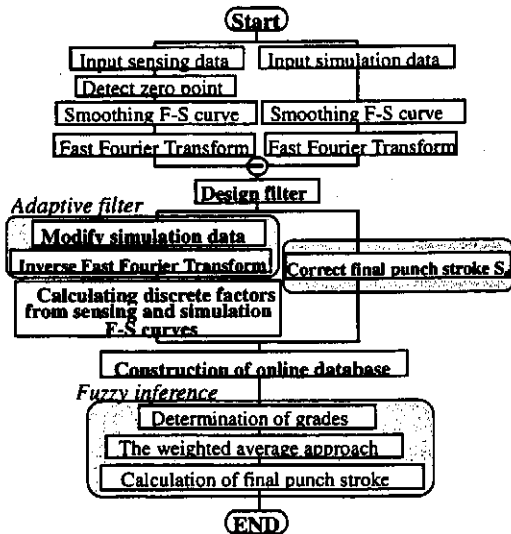 Start
Input sensing data
Input simulation data
Detect zero point
Smoothing F-S curve
Smoothing F-S curve
Fast Fourier Transform
Fast Fourier Transform
Design filter
Adaptive filter
Modify simulation data
Inverse Fast Fourier Transform
Correct final punch stroke S
Calculating discrete factors
from sensing and simulation
F-S curves
Construction of online database
Fuzzy inference
Determination of grades
The weighted average approach
Calculation of final punch stroke
END